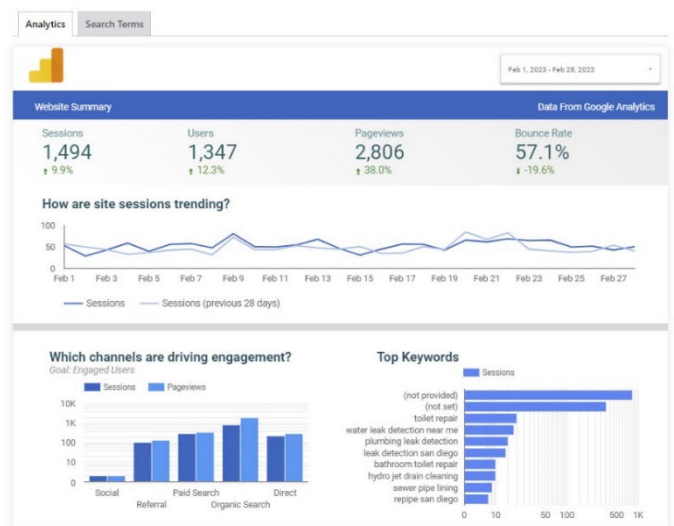 Analytics Search Terms
Feb 1, 2023 - Feb 28, 2023
Website Summary Data From Google Analytics
Sessions Users Pageviews Bounce Rate
1,494 1,347 2,806 57.1%
9.9% 12.3% 38.0% -19.6%
How are site sessions trending?
100
50
0
Feb 1 Feb 3 Feb 5 Feb 7 Feb 9 Feb 11 Feb 13 Feb 15 Feb 17 Feb 19 Feb 21 Feb 23 Feb 25 Feb 27
Sessions Sessions (previous 28 days)
Which channels are driving engagement?
Goal: Engaged Users
Sessions Pageviews
10K
1K
100
10
0
Social Paid Search Direct
Referral Organic Search
Top Keywords
Sessions
(not provided)
(not set)
toilet repair
water leak detection near me
plumbing leak detection
leak detection san diego
bathroom toilet repair
hydro jet drain cleaning
sewer pipe lining
repipe san diego
0 10 50 100 500 1K